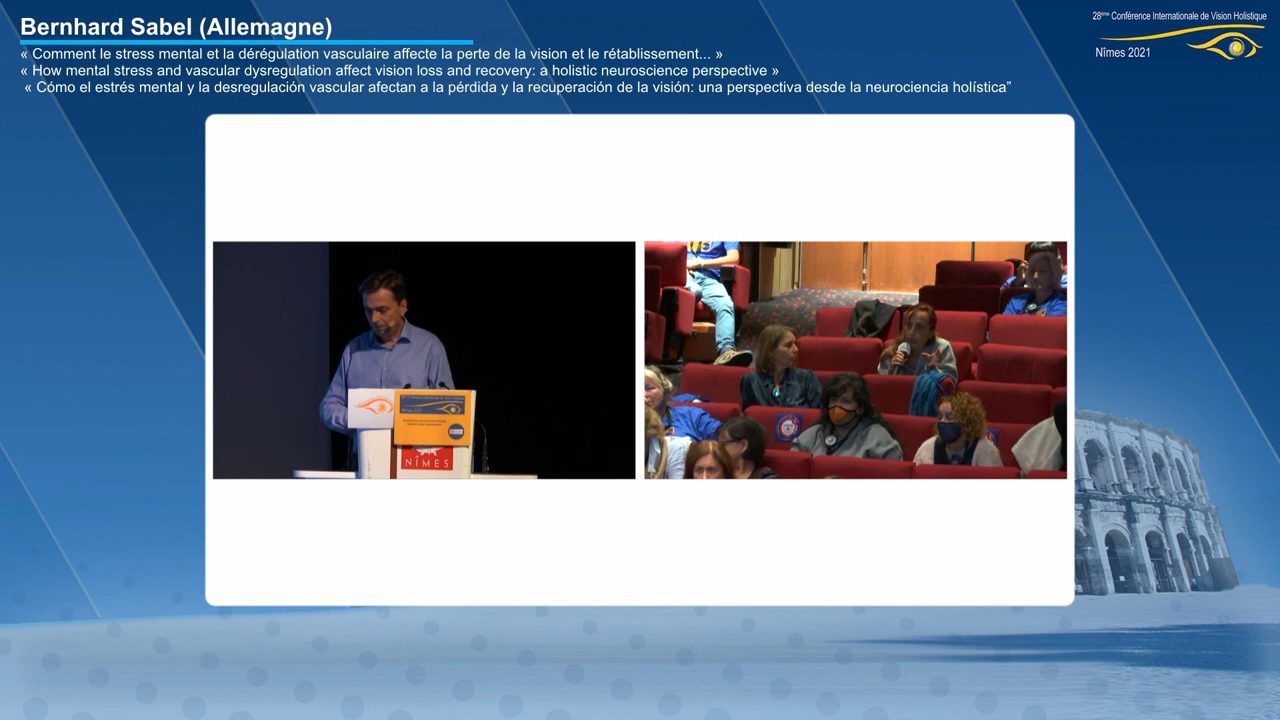 Bernhard Sabel (Allemagne)
« Comment le stress mental et la dérégulation vasculaire affecte la perte de la vision et le rétablissement... »
« How mental stress and vascular dysregulation affect vision loss and recovery: a holistic neuroscience perspective »
« Cómo el estrés mental y la desregulación vascular afectan a la pérdida y la recuperación de la visión: una perspectiva desde la neurociencia holística”
28ème Conférence Internationale de Vision Holistique
Nîmes 2021
NÎMES